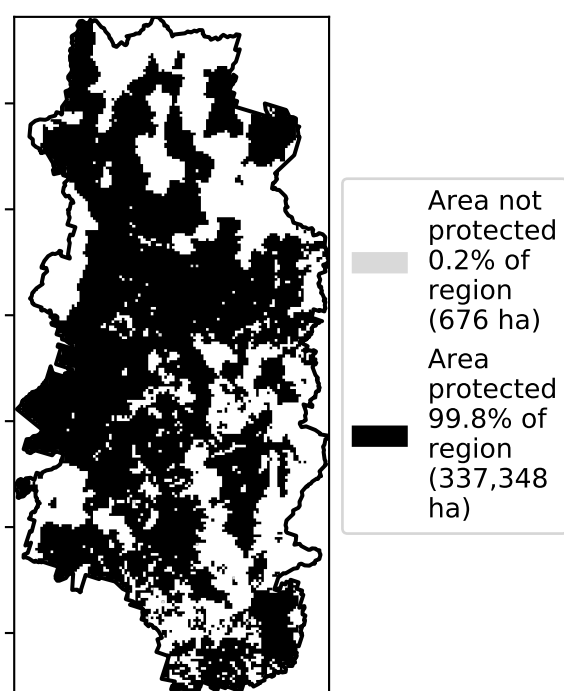 Area not
protected
0.2% of
region
(676 ha)
Area
protected
99.8% of
region
(337,348
ha)